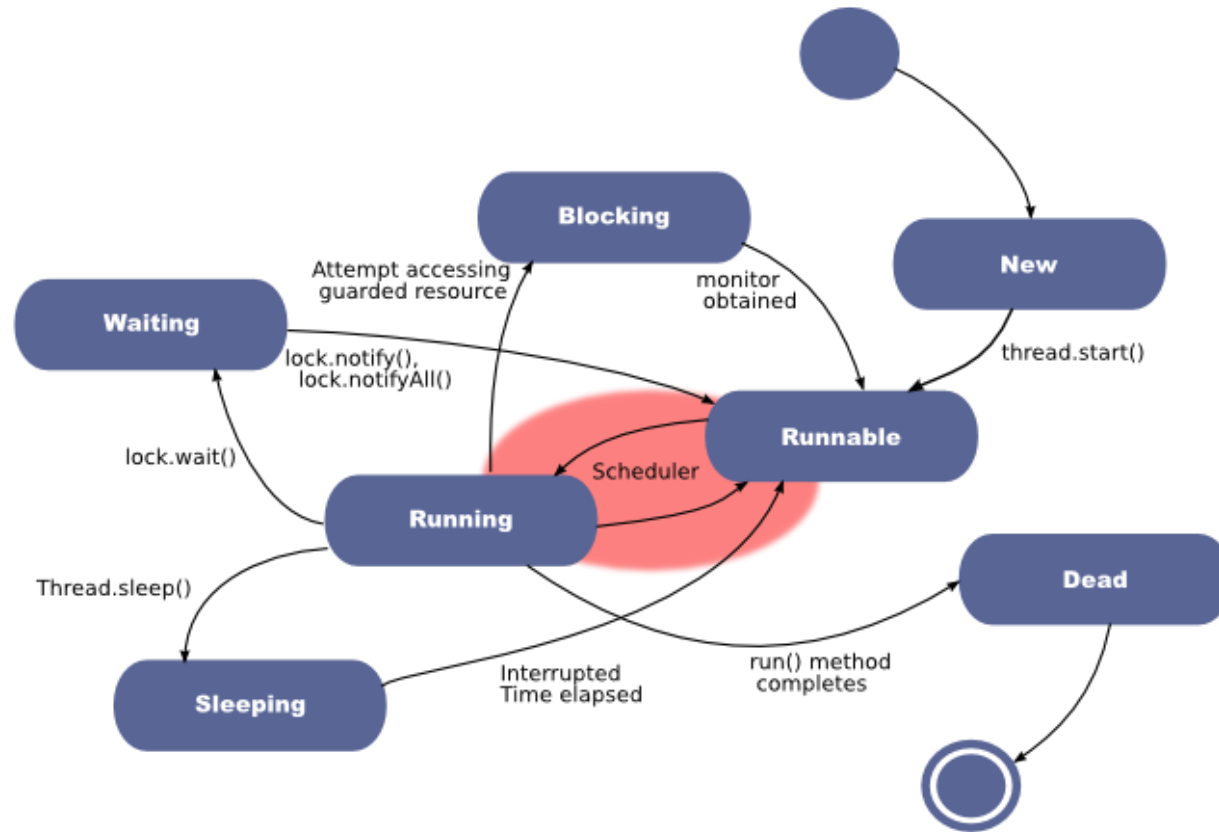 Blocking
New
Attempt accessing
guarded resource
monitor
obtained
Waiting
thread.start()
lock.notify(),
lock.notifyAll()
Runnable
lock.wait()
Scheduler
Running
Dead
Thread.sleep()
Interrupted
Time elapsed
run() method
completes
Sleeping